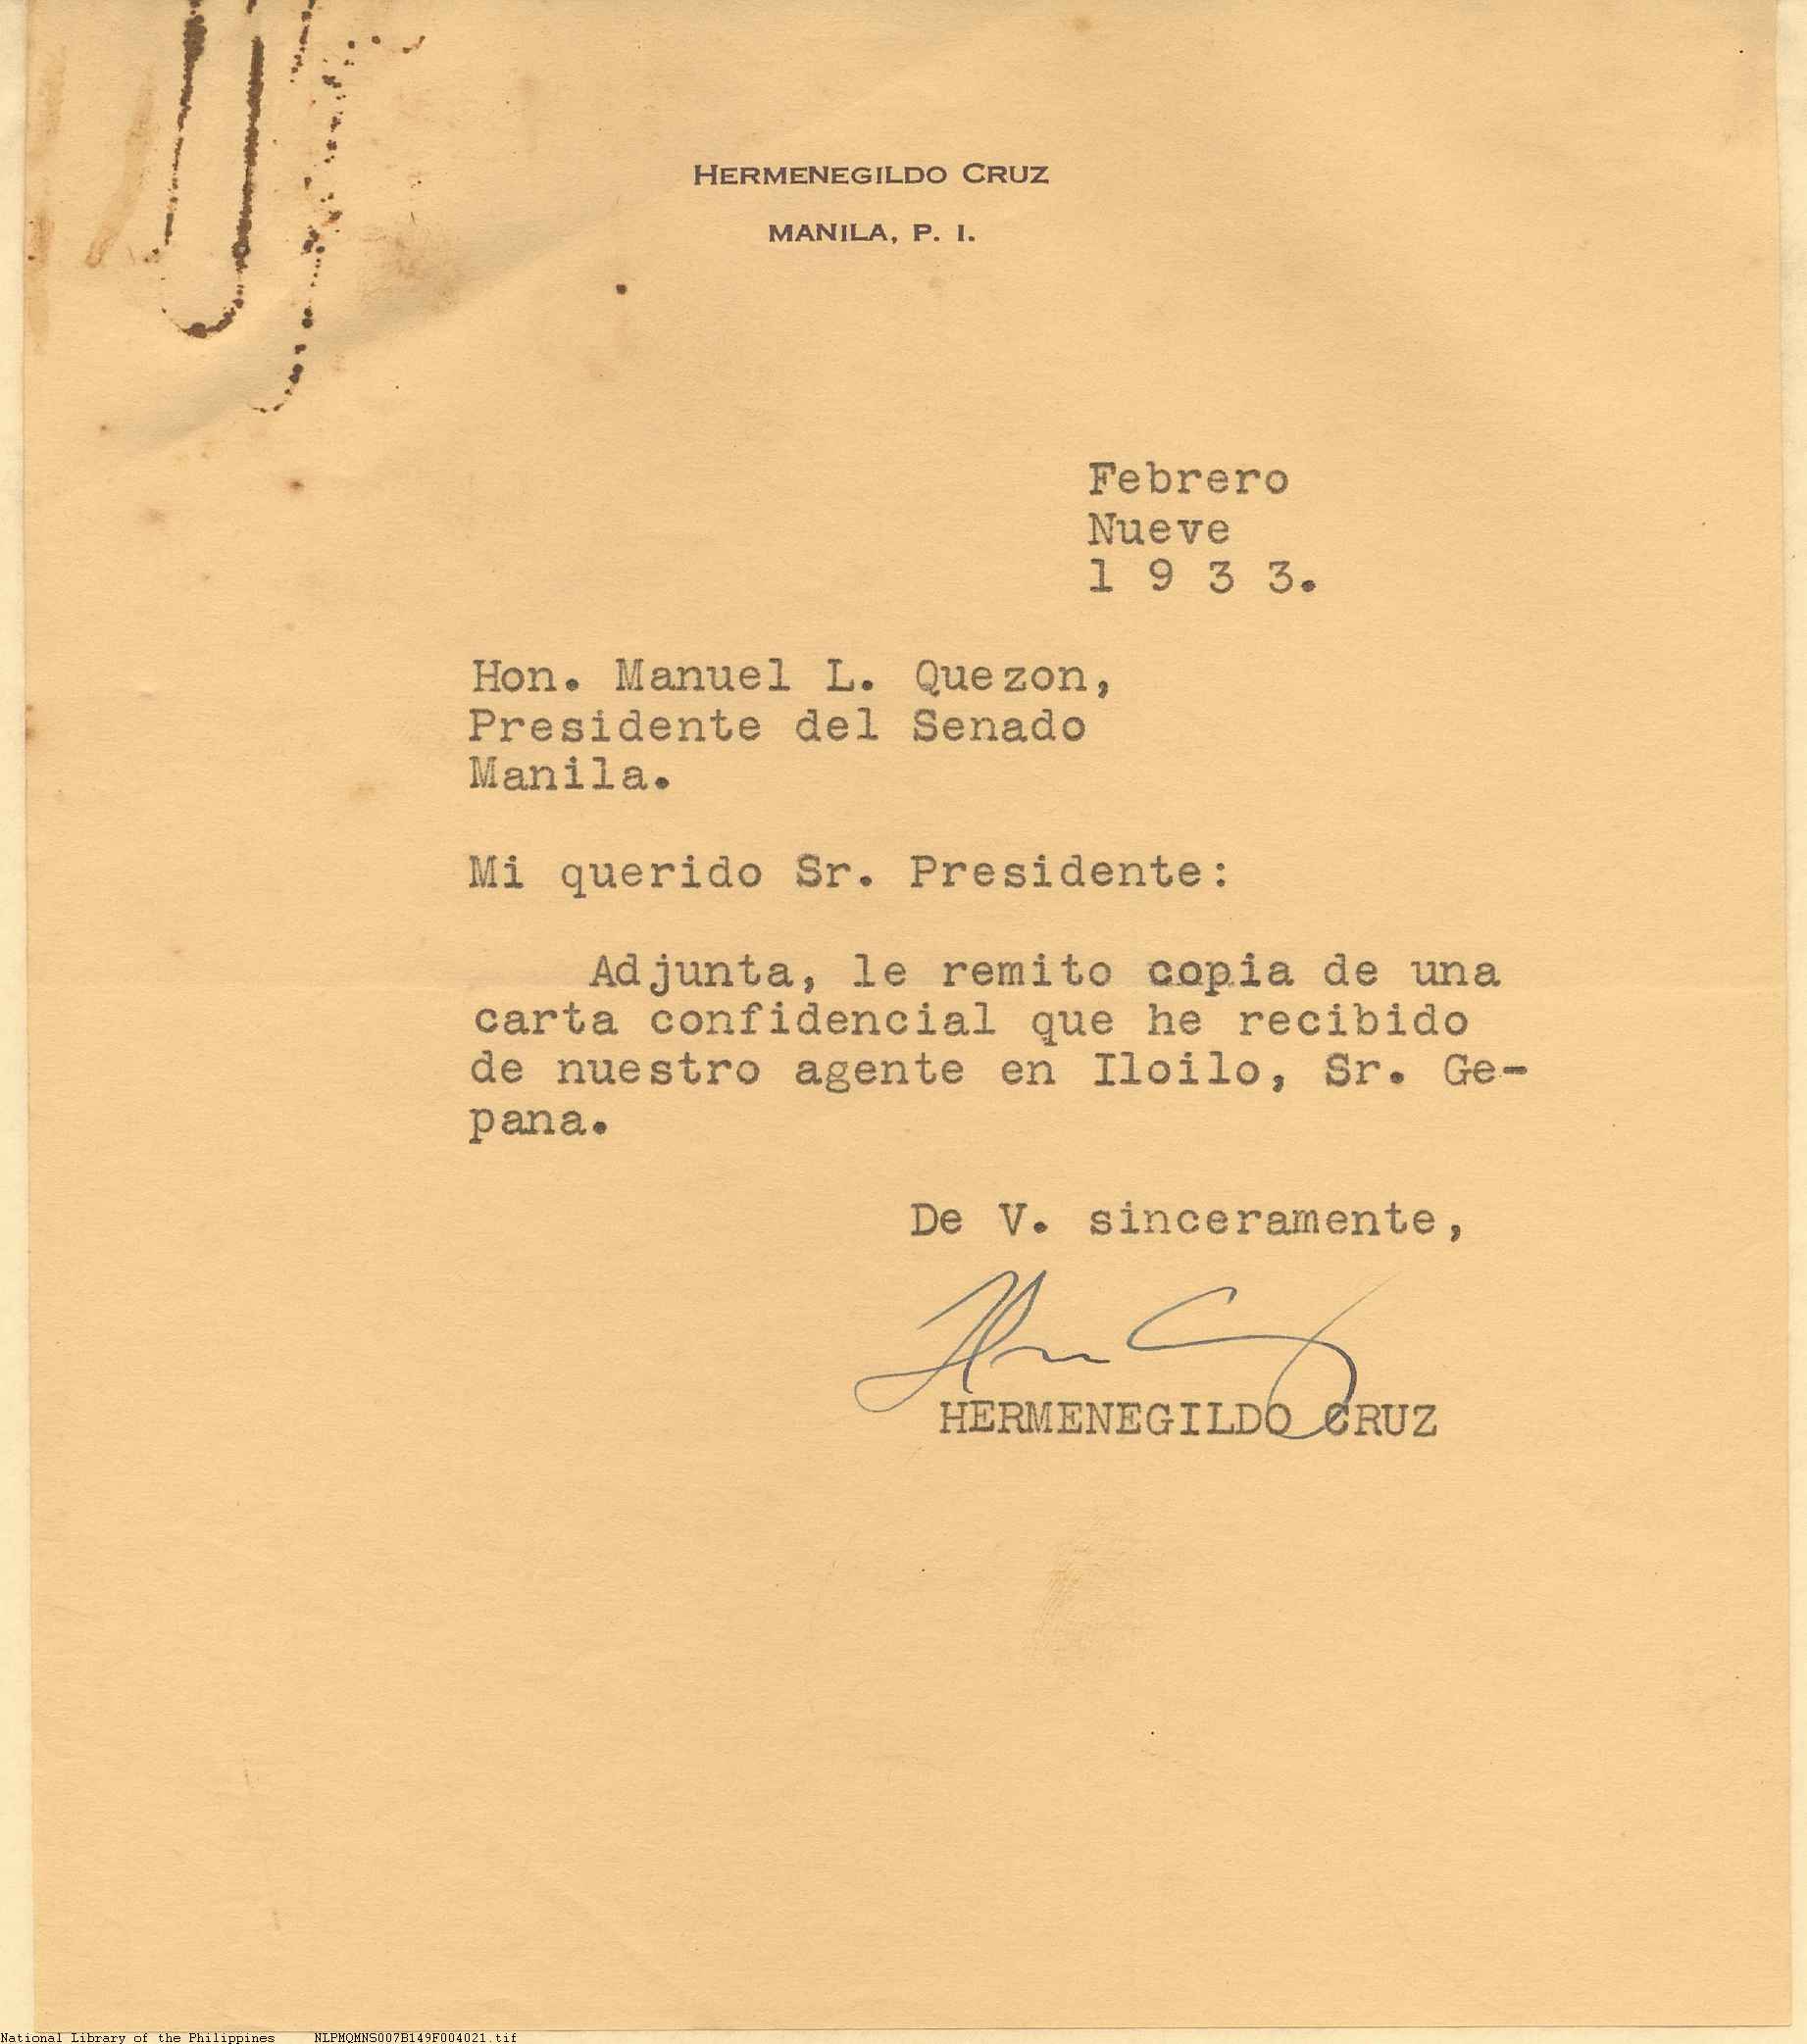 HERMENEGILDO CRUZ
MANILA, P. I.
Febrero
Nueve
1 9 3 3.
Hon. Manuel L. Quezon,
Presidente del Senado
Manila.
Mi querido Sr. Presidente:
Adjunta, le remito copia de una
carta confidencial que he recibido
de nuestro agente en Iloilo, Sr. Ge-
pana.
De V. sinceramente,
HERMENEGILDO CRUZ
National Library of the Philippines NLPMQMNS007B149F004021.tif